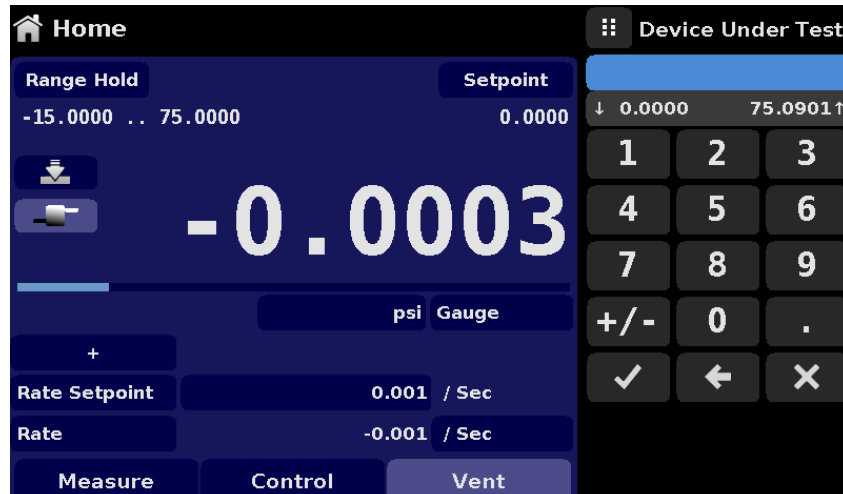 Home
Range Hold Setpoint
-15.0000 .. 75.0000 0.0000
-0.0003
psi Gauge
+
Rate Setpoint 0.001 / Sec
Rate -0.001 / Sec
Measure Control Vent
Device Under Test
↓ 0.0000 75.0901↑
1 2 3
4 5 6
7 8 9
+/- 0 .